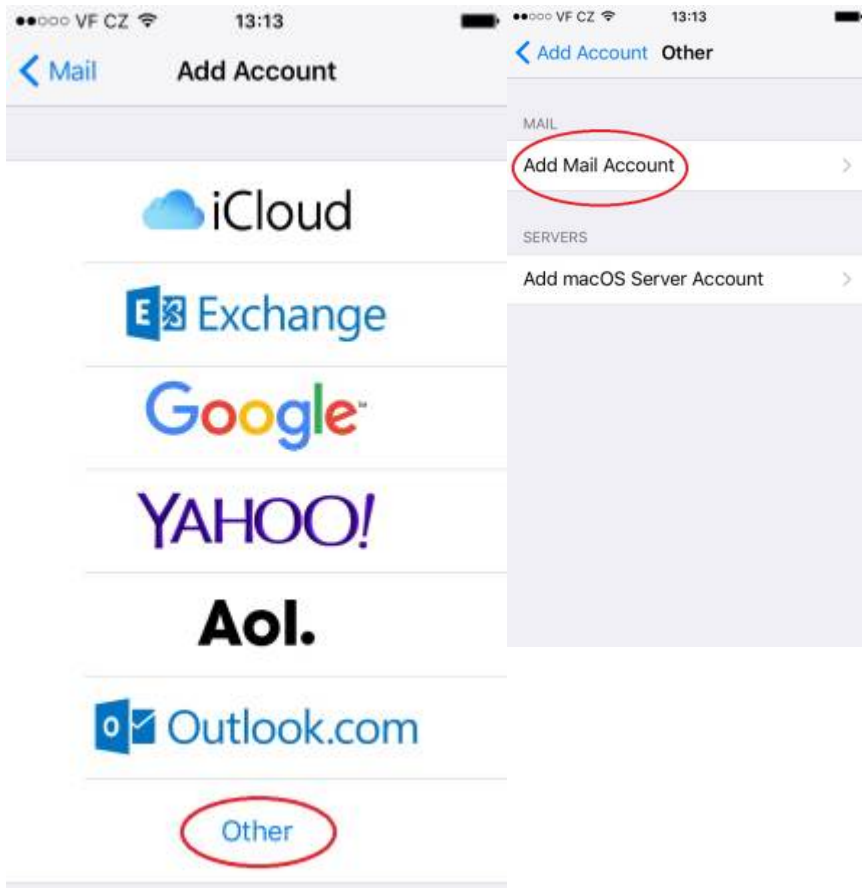 VF CZ 13:13
Mail Add Account
iCloud
E Exchange
Google™
YAHOO!
Aol.
o Outlook.com
Other
VF CZ 13:13
Add Account Other
MAIL
Add Mail Account
SERVERS
Add macOS Server Account